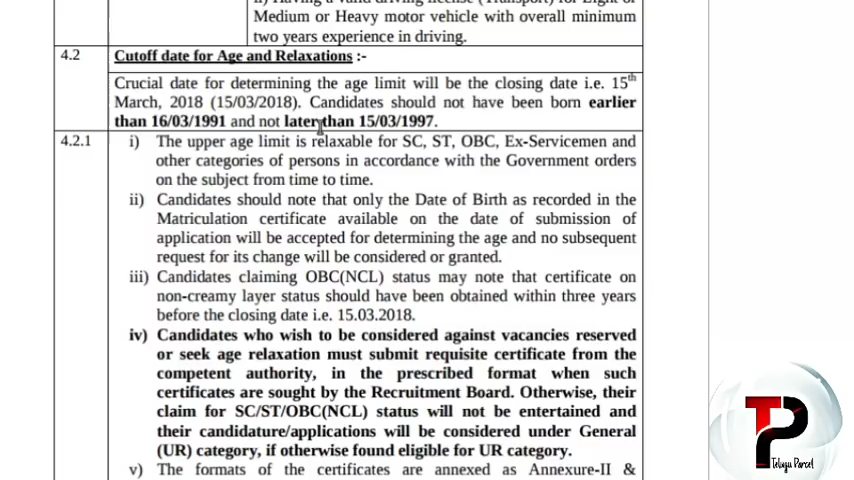 Medium or Heavy motor vehicle with overall minimum
two years experience in driving.
4.2 Cutoff date for Age and Relaxations :-
Crucial date for determining the age limit will be the closing date i.e. 15th
March, 2018 (15/03/2018). Candidates should not have been born earlier
than 16/03/1991 and not later than 15/03/1997.
4.2.1 i) The upper age limit is relaxable for SC, ST, OBC, Ex-Servicemen and
other categories of persons in accordance with the Government orders
on the subject from time to time.
ii) Candidates should note that only the Date of Birth as recorded in the
Matriculation certificate available on the date of submission of
application will be accepted for determining the age and no subsequent
request for its change will be considered or granted.
iii) Candidates claiming OBC(NCL) status may note that certificate on
non-creamy layer status should have been obtained within three years
before the closing date i.e. 15.03.2018.
iv) Candidates who wish to be considered against vacancies reserved
or seek age relaxation must submit requisite certificate from the
competent authority, in the prescribed format when such
certificates are sought by the Recruitment Board. Otherwise, their
claim for SC/ST/OBC(NCL) status will not be entertained and
their candidature/applications will be considered under General
(UR) category, if otherwise found eligible for UR category.
v) The formats of the certificates are annexed as Annexure-II &
TP
Telugu Parcel